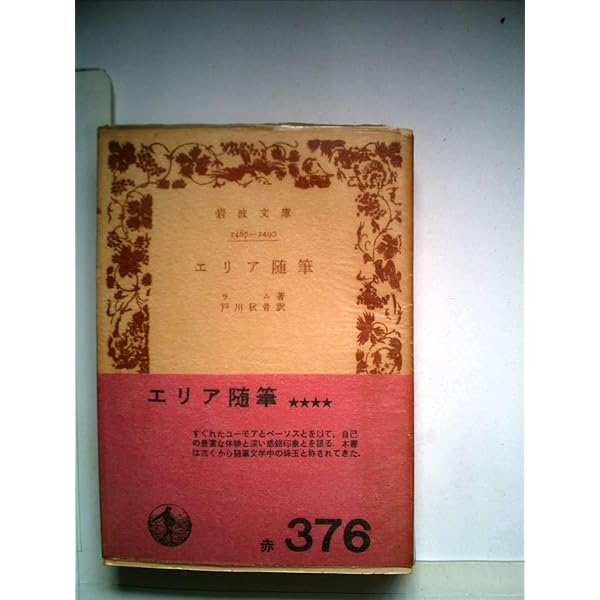 岩波文庫
2487—2490
エリア随筆
ラム著
戸川秋骨訳
エリア随筆 ★★★★
すぐれたユーモアとペーソスとを以て、自己
の豊富な体験と深い感銘印象とを語る、本書
は古くから随筆文学中の珠玉と称されてきた。
赤 376